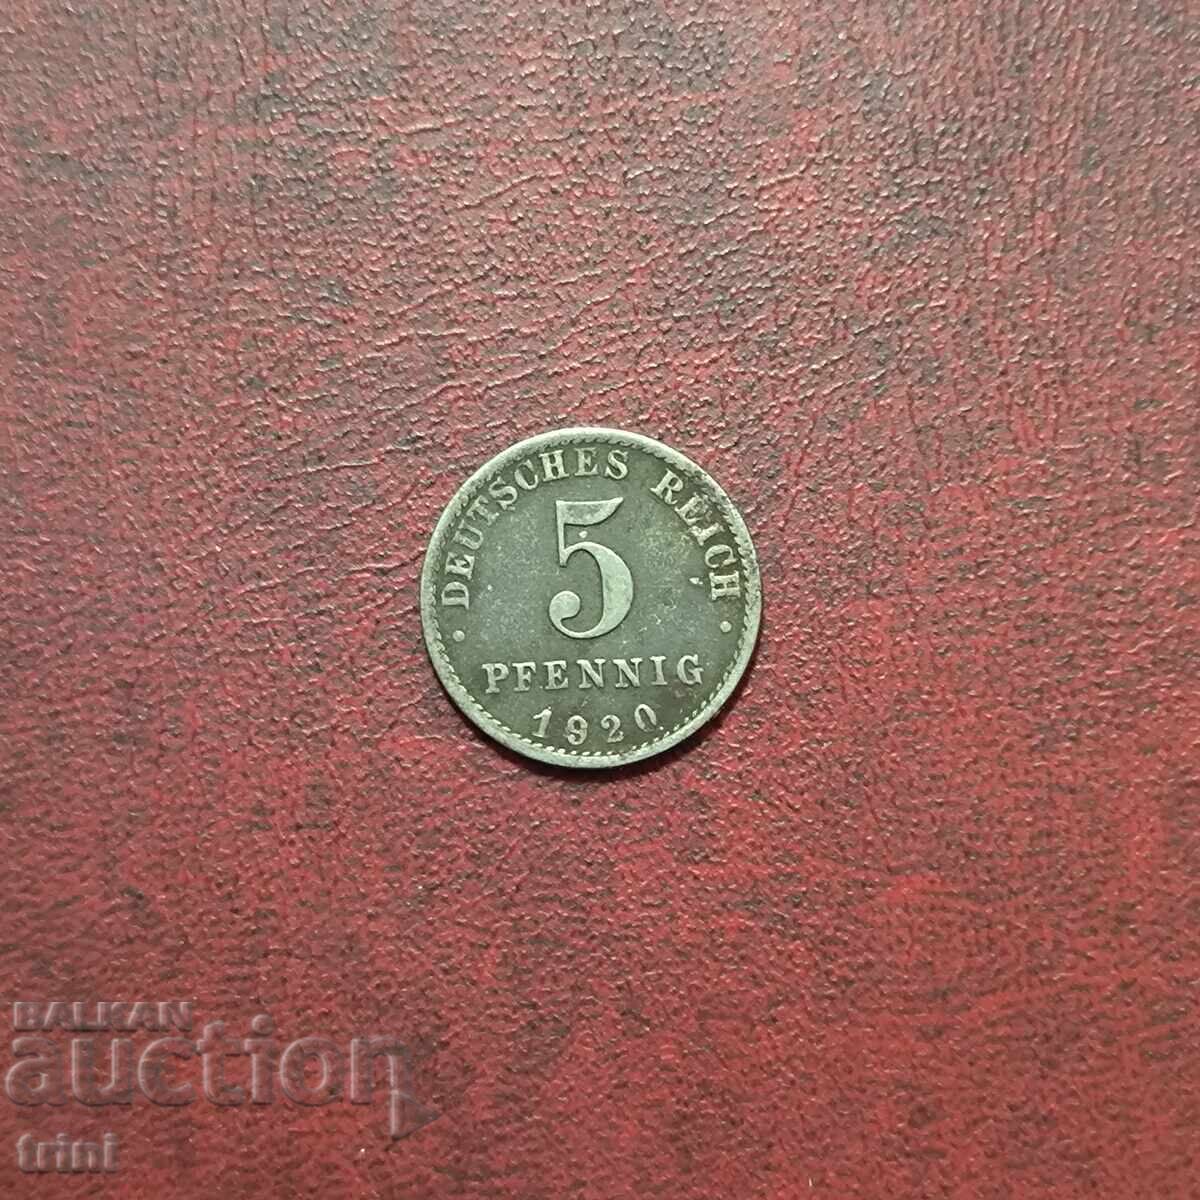 · DEUTSCHES REICH ·
5
PFENNIG
1920
BALKAN
auction
trini